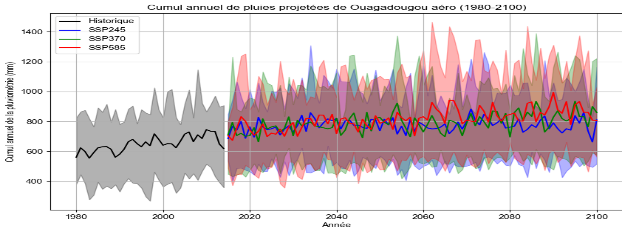 Cumul annuel de pluies projetées de Ouagadougou aéro (1980-2100)
Historique
SSP245
SSP370
SSP585
Cumul annuel de la pluviométrie (mm)
1400
1200
1000
800
600
400
1980
2000
2020
2040
2060
2080
2100
Année